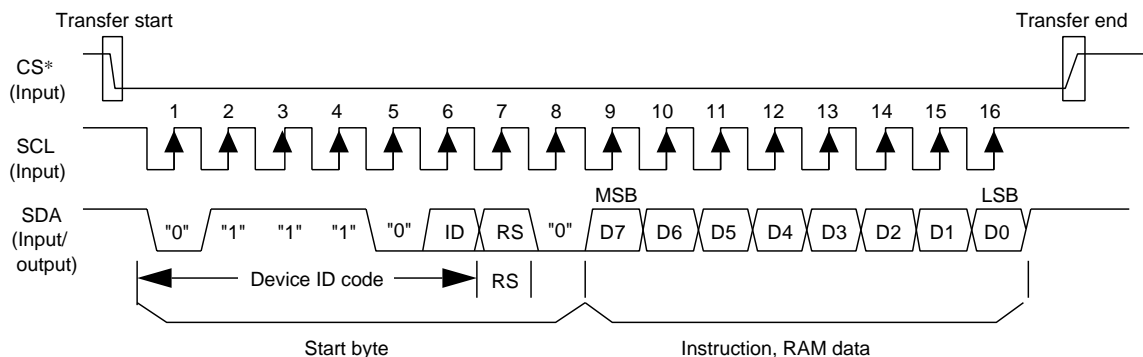 Transfer start Transfer end
CS*
(Input)
1 2 3 4 5 6 7 8 9 10 11 12 13 14 15 16
SCL
(Input)
MSB LSB
SDA
(Input/
output)
"0" "1" "1" "1" "0" ID RS "0" D7 D6 D5 D4 D3 D2 D1 D0
Device ID code RS
Start byte Instruction, RAM data